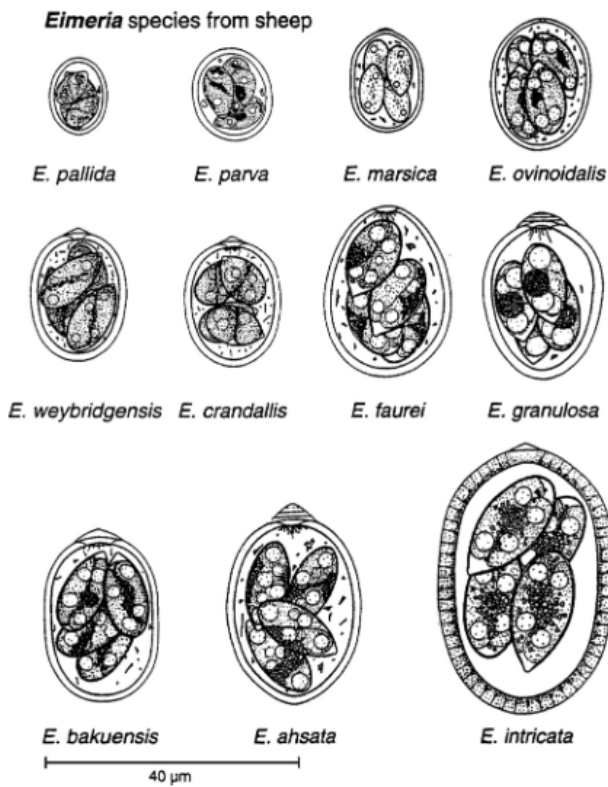 Eimeria species from sheep
E. pallida E. parva E. marsica E. ovinoidalis
E. weybridgensis E. crandallis E. faurei E. granulosa
E. bakuensis E. ahsata E. intricata
40 µm